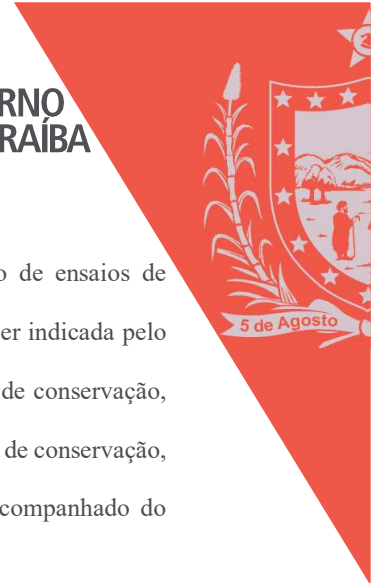 RNO
RAÍBA
o de ensaios de
er indicada pelo
5 de Agosto
de conservação,
de conservação,
companhado do